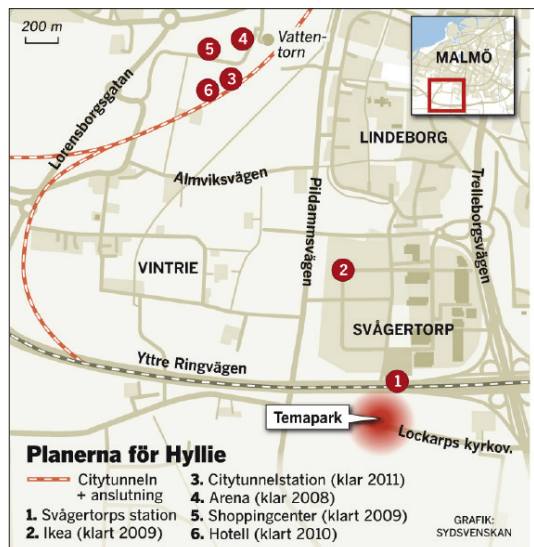 200 m
5
4
Vatten-
torn
3
6
MALMÖ
Lorensborgsgatan
LINDEBORG
Almviksvägen
Pildammsvägen
Trelleborgsvägen
VINTRIE
2
SVÅGERTORP
Yttre Ringvägen
1
Temapark
Lockarps kyrkov.
Planerna för Hyllie
Citytunneln
+ anslutning
1. Svågertorps station
2. Ikea (klart 2009)
3. Citytunnelstation (klar 2011)
4. Arena (klar 2008)
5. Shoppingcenter (klart 2009)
6. Hotell (klart 2010)
GRAFIK:
SYDSVENSKAN